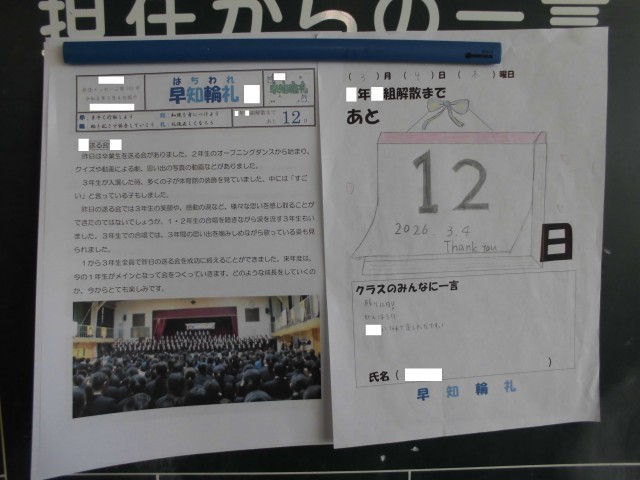 担任からの一言
はちわれ
早知輪礼
組解散まで
あと 12 日
送る会
昨日は卒業生を送る会がありました。2年生のオープニングダンスから始まり、
クイズや動画による劇、思い出の写真の動画などがありました。
3年生が入場した時、多くの子が体育館の装飾を見ていました。中には「すご
い」と言っている子もしました。
昨日の送る会では3年生の笑顔や、感動の涙など、様々な思いを感じ取ることが
できたのではないでしょうか。1・2年生の合唱を聴きながら涙を流す3年生もい
ました。3年生での合唱では、3年間の思い出を噛みしめながら歌っている姿も見
られました。
1から3年生全員で昨日の送る会を成功に終えることができました。来年度は、
今の1年生がメインとなって会をつくっていきます。どのような成長をしていくの
か、今からとても楽しみです。
(3)月(4)日(水)曜日
年 組解散まで
あと
12
2026 3.4
Thank you
日
クラスのみんなに一言
氏名( )
早知輪礼